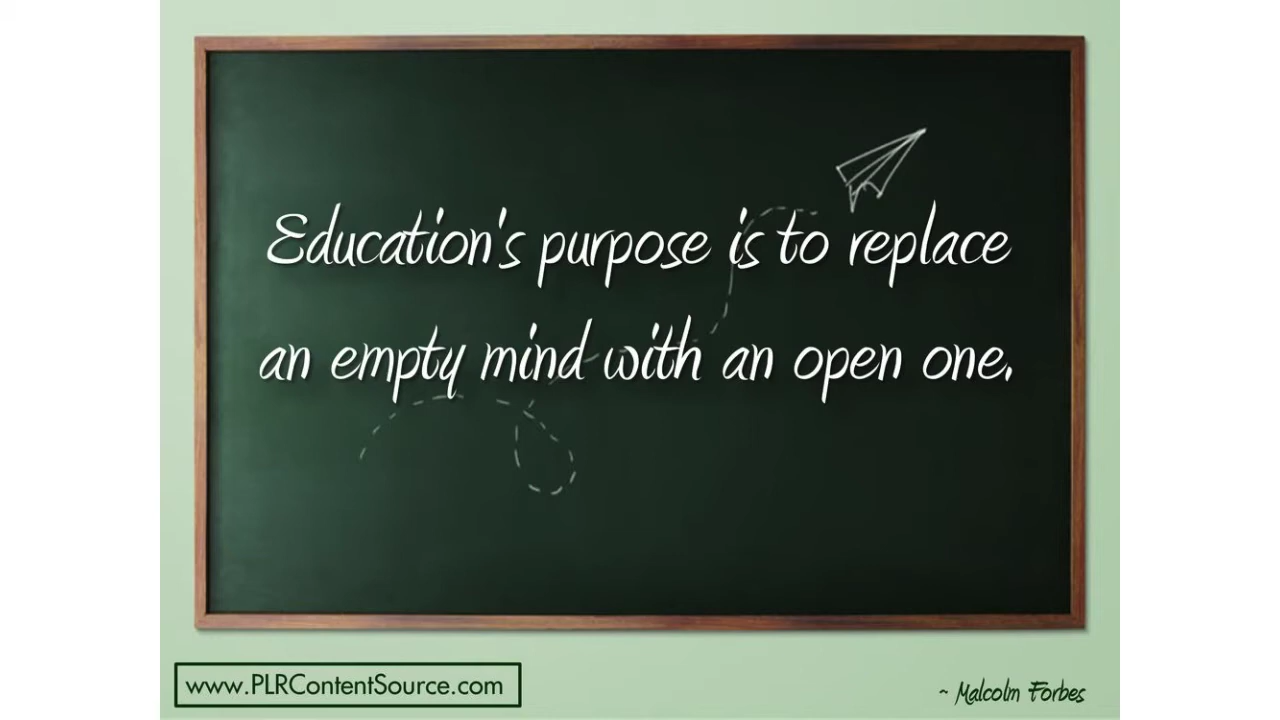 Education's purpose is to replace
an empty mind with an open one.
www.PLRContentSource.com
~ Malcolm Forbes